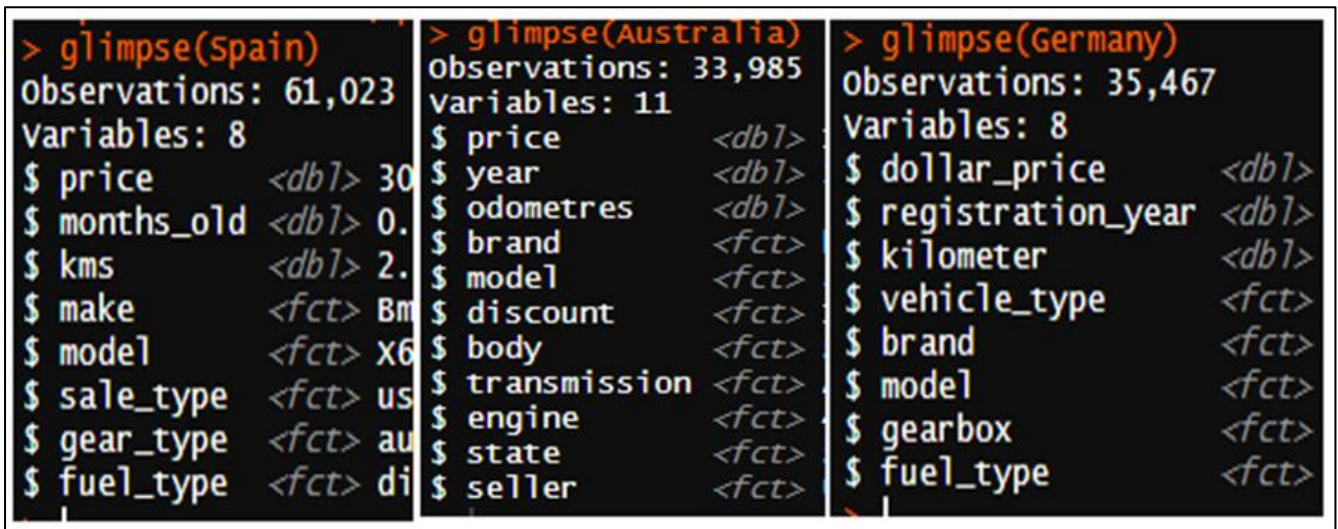 > glimpse(Spain)
Observations: 61,023
Variables: 8
$ price <dbl> 30
$ months_old <dbl> 0.
$ kms <dbl> 2.
$ make <fct> Bm
$ model <fct> X6
$ sale_type <fct> us
$ gear_type <fct> au
$ fuel_type <fct> di
> glimpse(Australia)
Observations: 33,985
Variables: 11
$ price <dbl>
$ year <dbl>
$ odometres <dbl>
$ brand <fct>
$ model <fct>
$ discount <fct>
$ body <fct>
$ transmission <fct>
$ engine <fct>
$ state <fct>
$ seller <fct>
> glimpse(Germany)
Observations: 35,467
Variables: 8
$ dollar_price <dbl>
$ registration_year <dbl>
$ kilometer <dbl>
$ vehicle_type <fct>
$ brand <fct>
$ model <fct>
$ gearbox <fct>
$ fuel_type <fct>